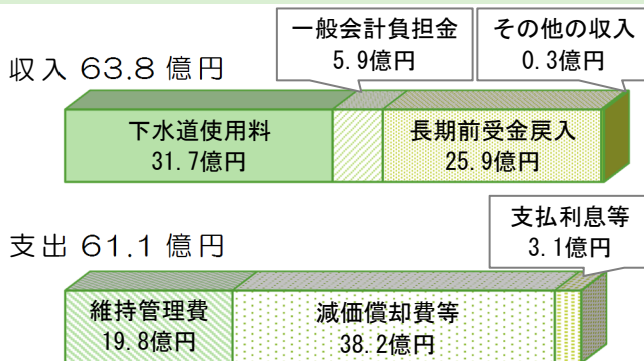 一般会計負担金
5.9億円
その他の収入
0.3億円
収入 63.8 億円
下水道使用料
31.7億円
長期前受金戻入
25.9億円
支払利息等
3.1億円
支出 61.1 億円
維持管理費
19.8億円
減価償却費等
38.2億円